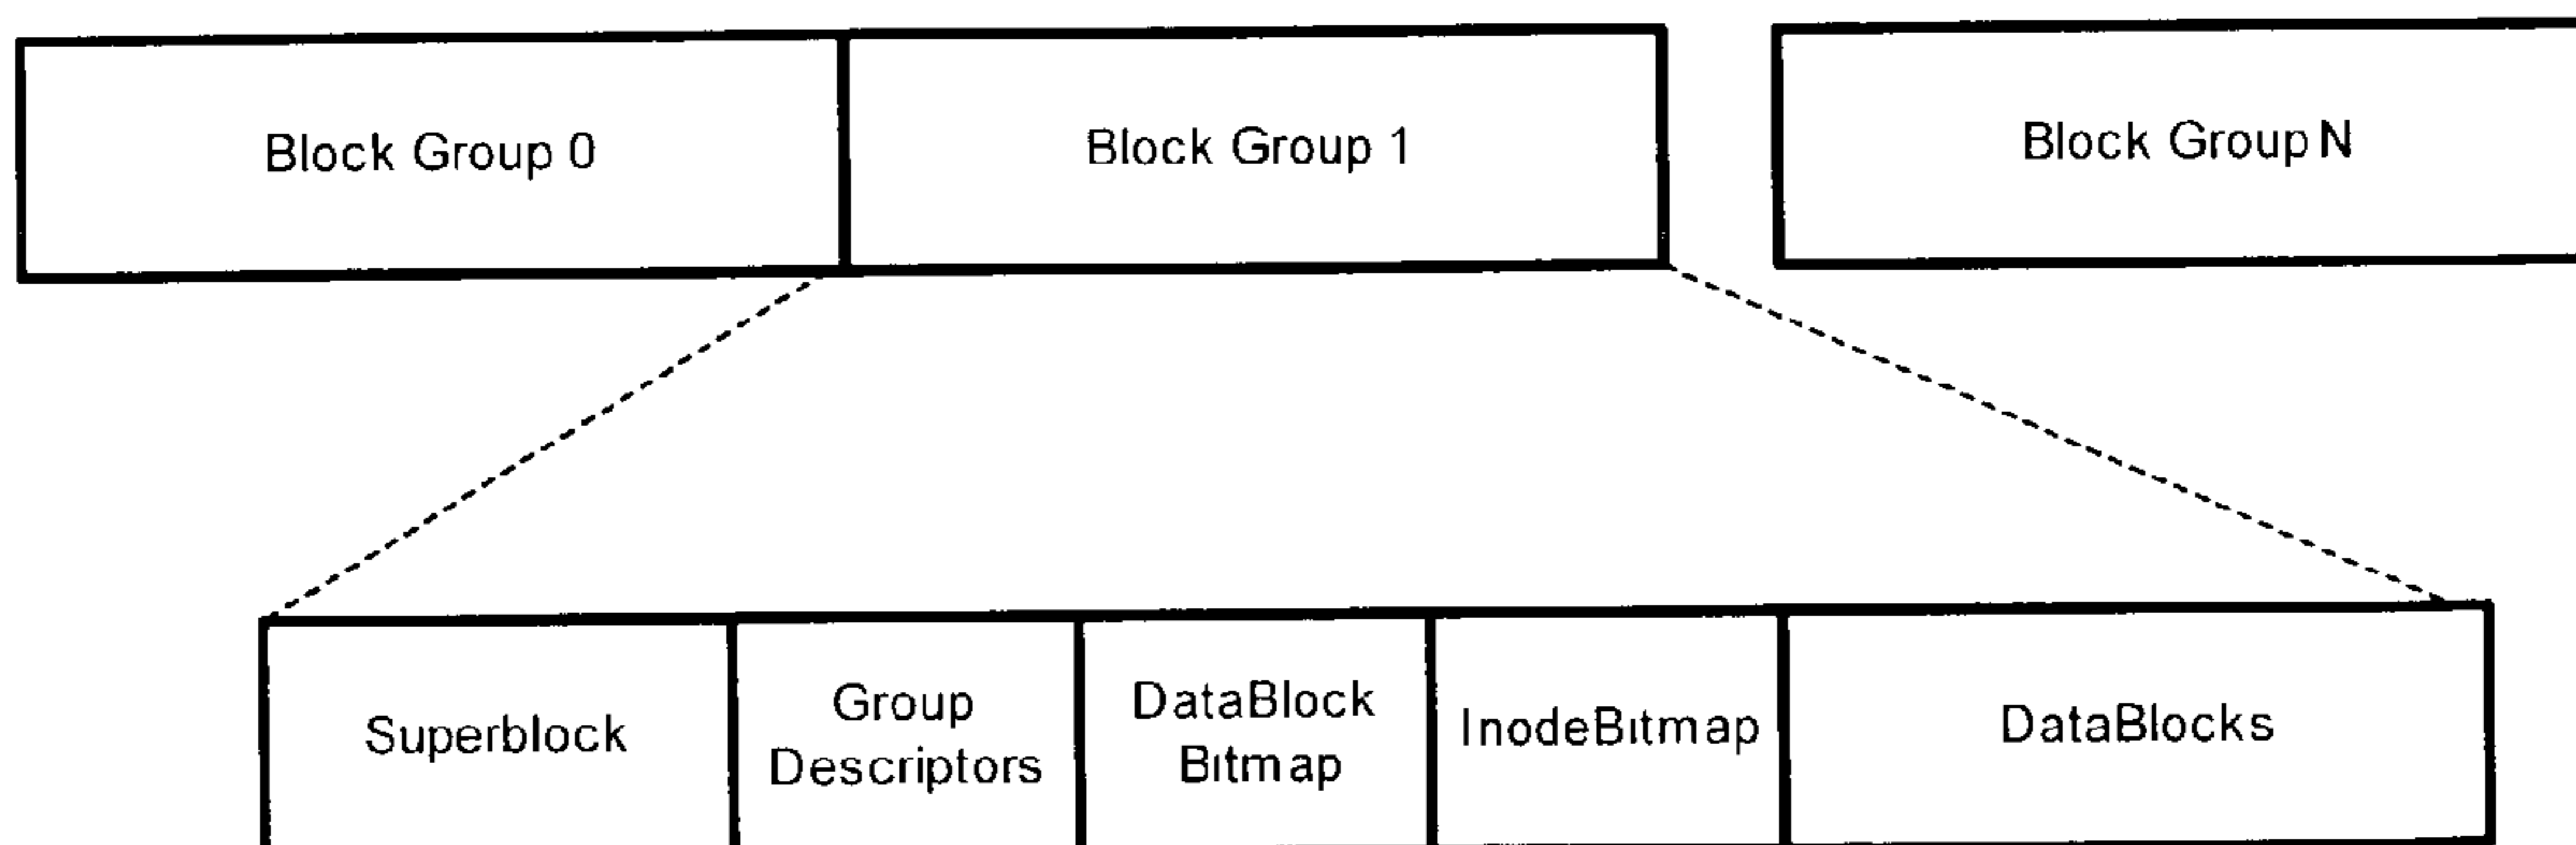 Block Group 0
Block Group 1
Block Group N
Superblock
Group
Descriptors
DataBlock
Bitmap
InodeBitmap
DataBlocks